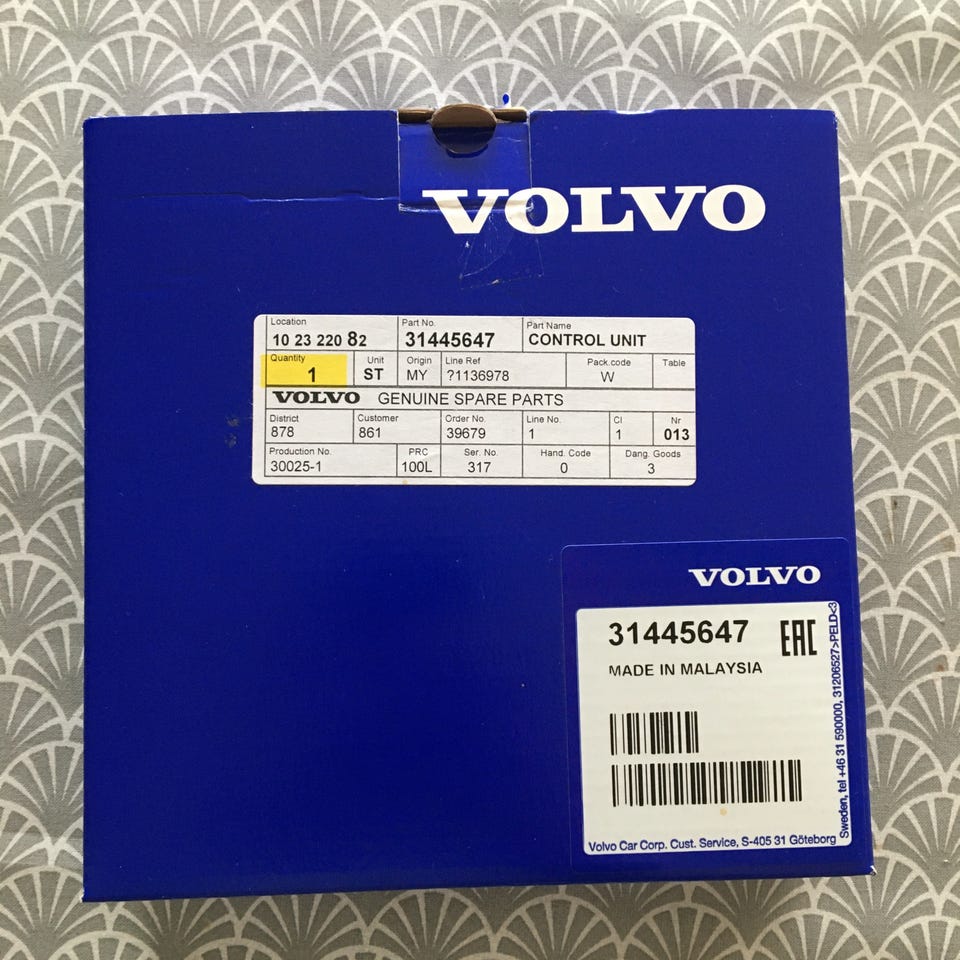 VOLVO
Location Part No. Part Name
10 23 220 82 31445647 CONTROL UNIT
Quantity Unit Origin Line Ref Pack.code Table
1 ST MY ?1136978 W
VOLVO GENUINE SPARE PARTS
District Customer Order No. Line No. CI Nr
878 861 39679 1 1 013
Production No. PRC Ser. No. Hand. Code Dang. Goods
30025-1 100L 317 0 3
VOLVO
31445647 EAC
MADE IN MALAYSIA
Volvo Car Corp. Cust. Service, S-405 31 Göteborg
Sweden, tel +46 31 590000, 31206527>PELD<3